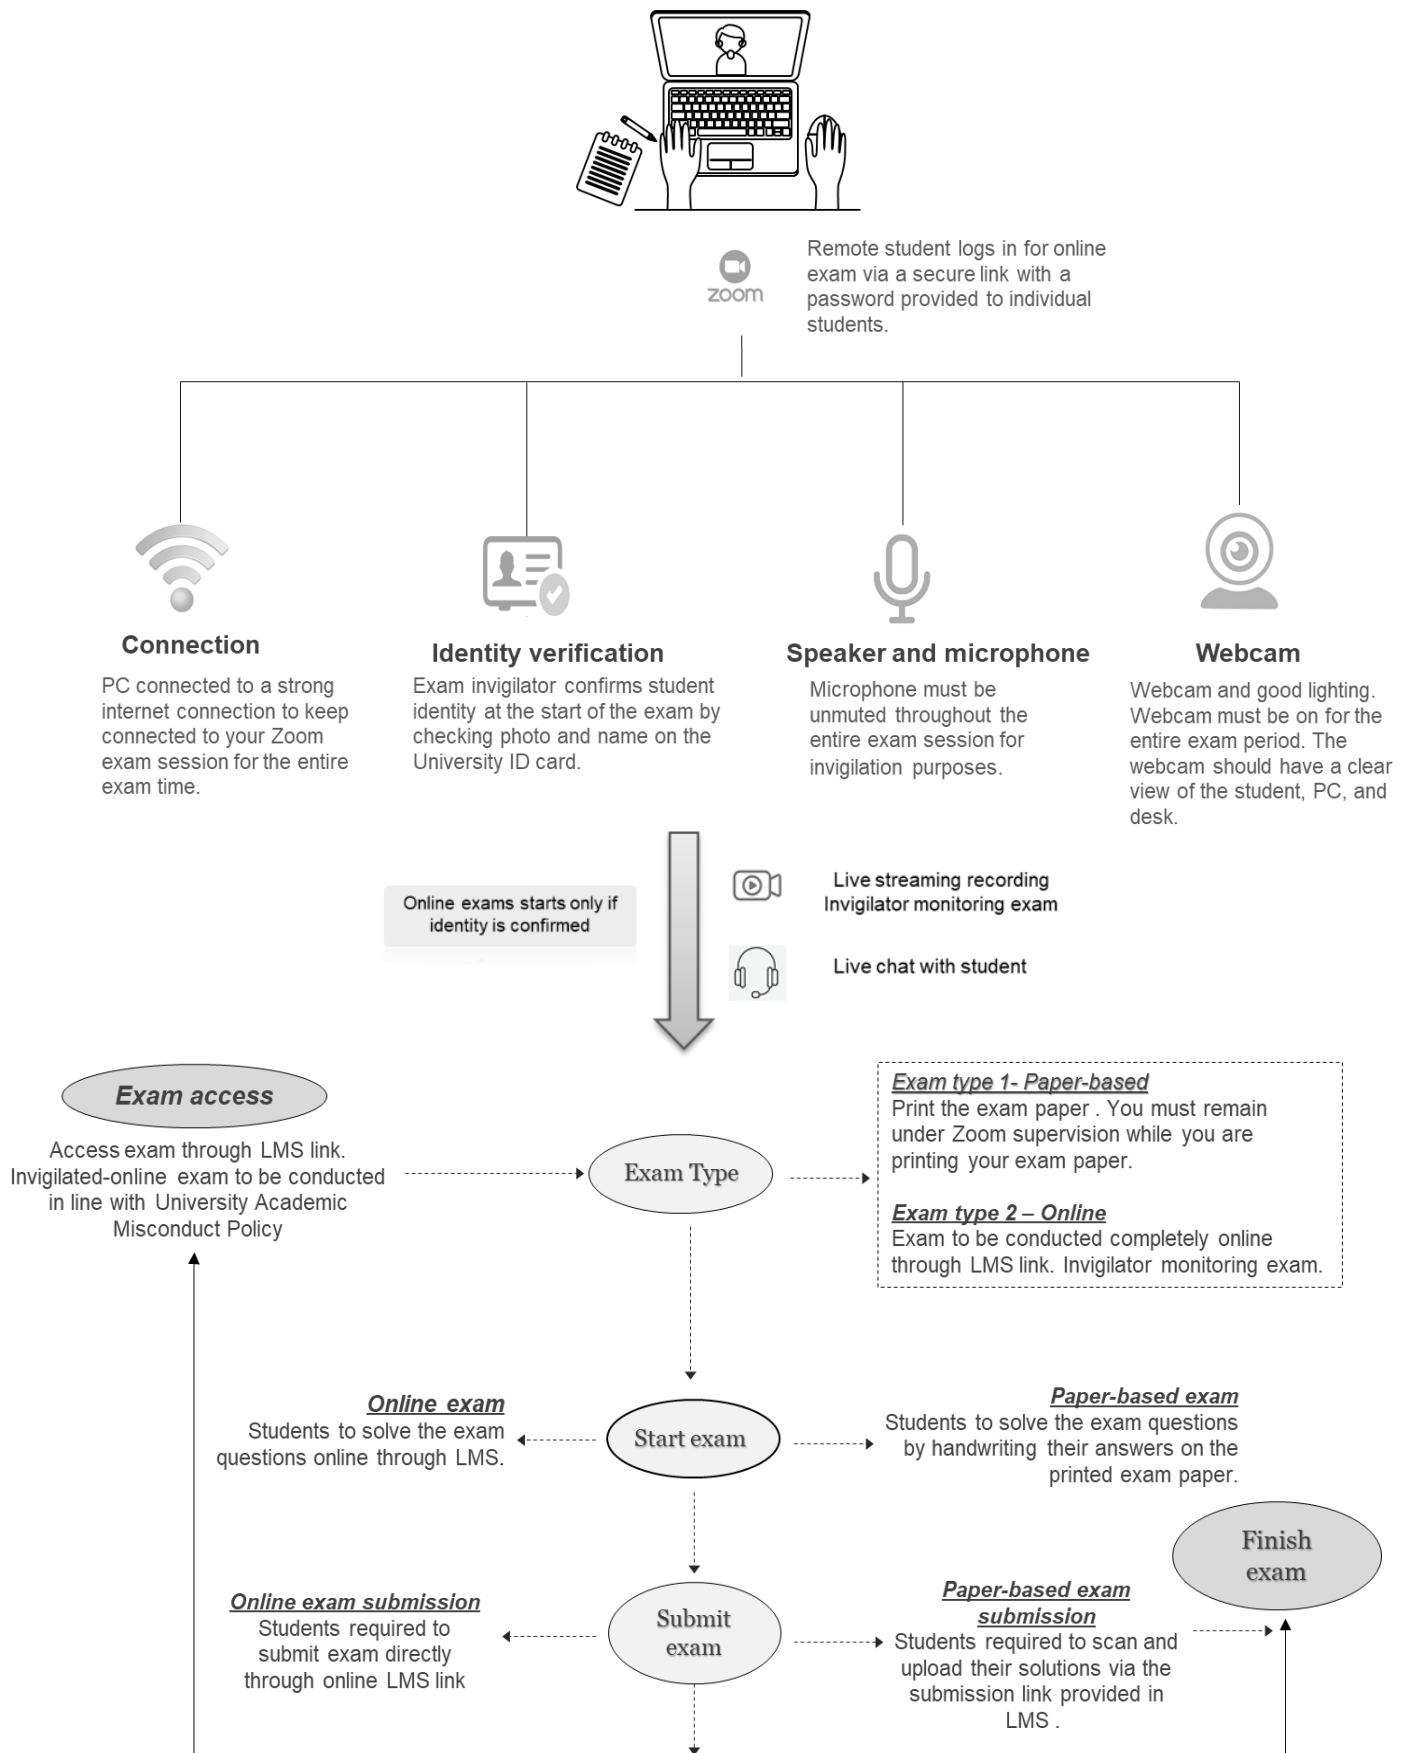 zoom
Remote student logs in for online
exam via a secure link with a
password provided to individual
students.
Connection
PC connected to a strong
internet connection to keep
connected to your Zoom
exam session for the entire
exam time.
Identity verification
Exam invigilator confirms student
identity at the start of the exam by
checking photo and name on the
University ID card.
Speaker and microphone
Microphone must be
unmuted throughout the
entire exam session for
invigilation purposes.
Webcam
Webcam and good lighting.
Webcam must be on for the
entire exam period. The
webcam should have a clear
view of the student, PC, and
desk.
Online exams starts only if
identity is confirmed
Live streaming recording
Invigilator monitoring exam
Live chat with student
Exam access
Access exam through LMS link.
Invigilated-online exam to be conducted
in line with University Academic
Misconduct Policy
Exam Type
Exam type 1- Paper-based
Print the exam paper . You must remain
under Zoom supervision while you are
printing your exam paper.
Exam type 2 – Online
Exam to be conducted completely online
through LMS link. Invigilator monitoring exam.
Online exam
Students to solve the exam
questions online through LMS.
Start exam
Paper-based exam
Students to solve the exam questions
by handwriting their answers on the
printed exam paper.
Finish
exam
Online exam submission
Students required to
submit exam directly
through online LMS link
Submit
exam
Paper-based exam
submission
Students required to scan and
upload their solutions via the
submission link provided in
LMS .